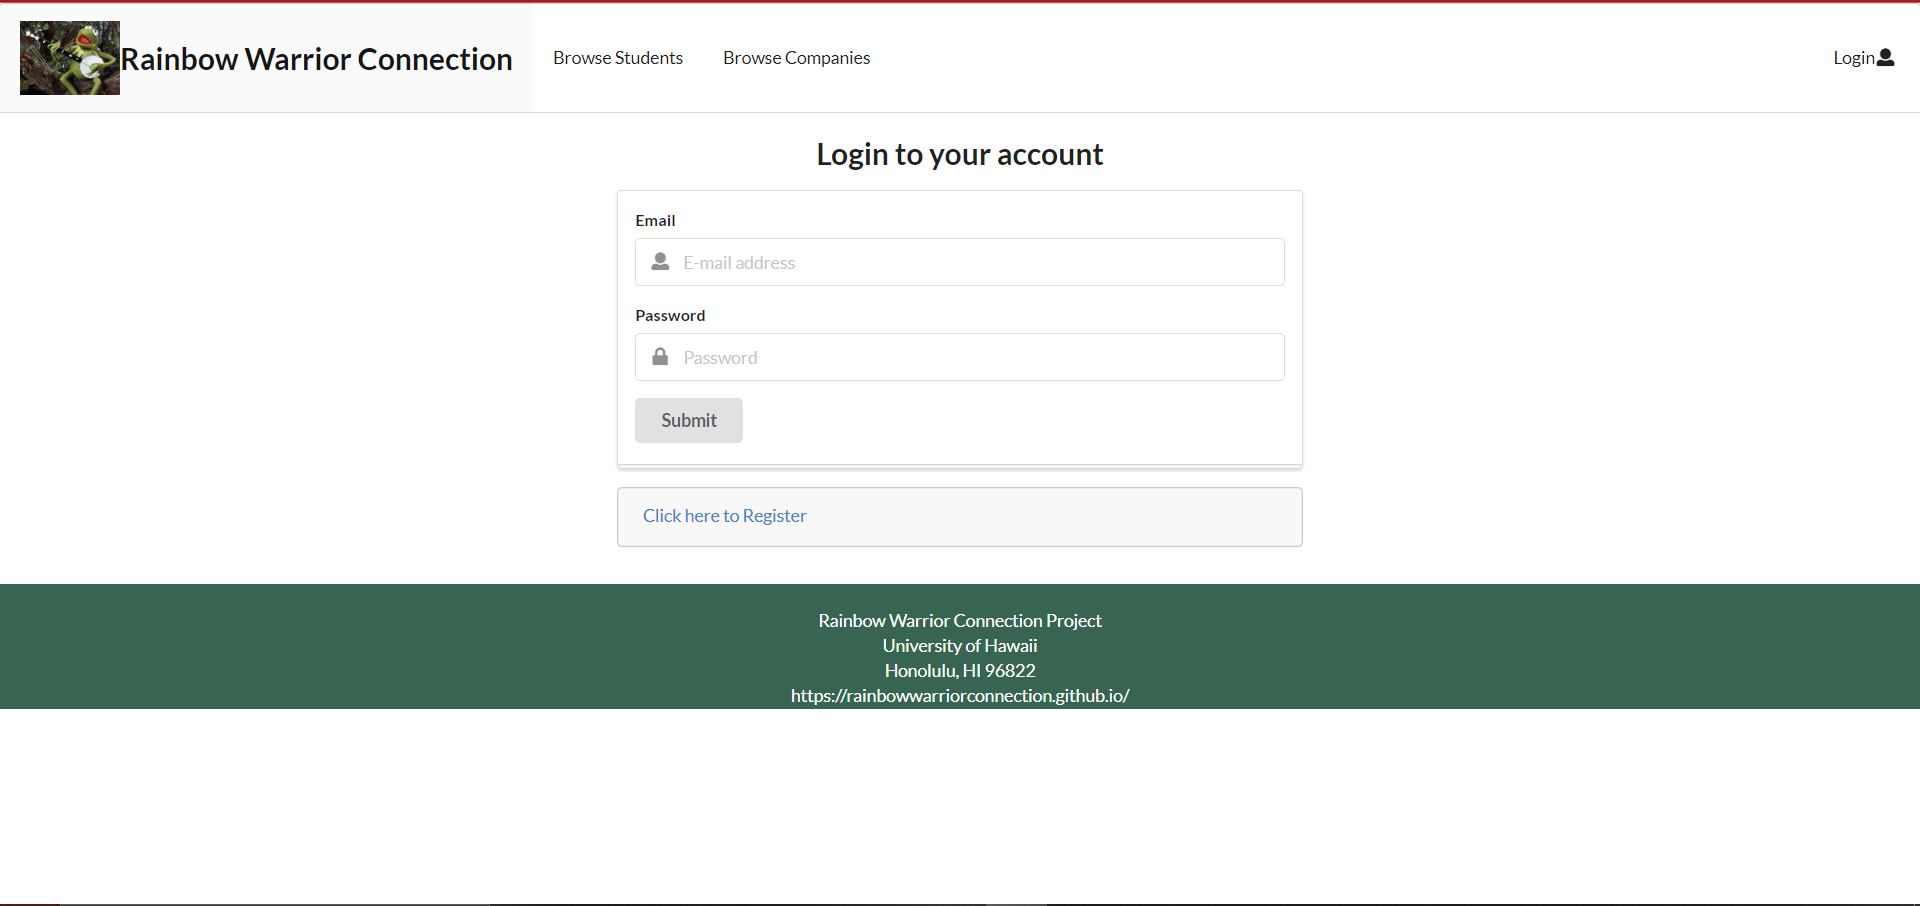 Rainbow Warrior Connection
Browse Students
Browse Companies
Login
Login to your account
Email
E-mail address
Password
Password
Submit
Click here to Register
Rainbow Warrior Connection Project
University of Hawaii
Honolulu, HI 96822
https://rainbowwarriorconnection.github.io/